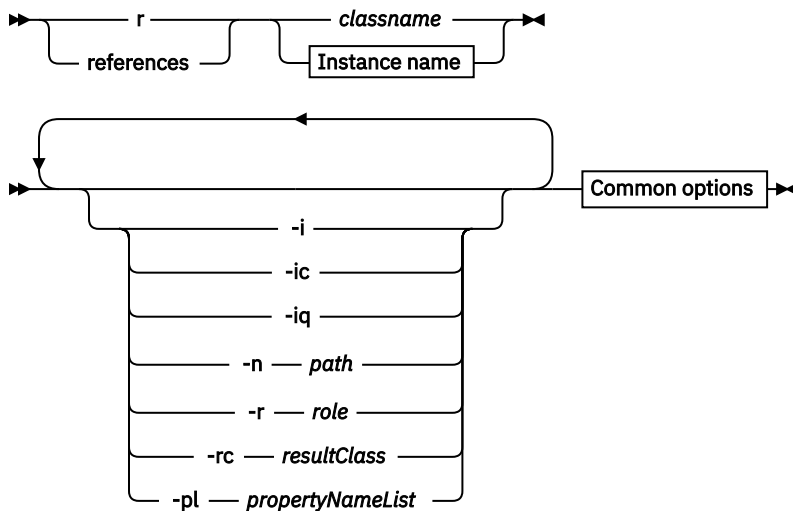 r classname
references Instance name
Common options
-i
-ic
-iq
-n path
-r role
-rc resultClass
-pl propertyNameList